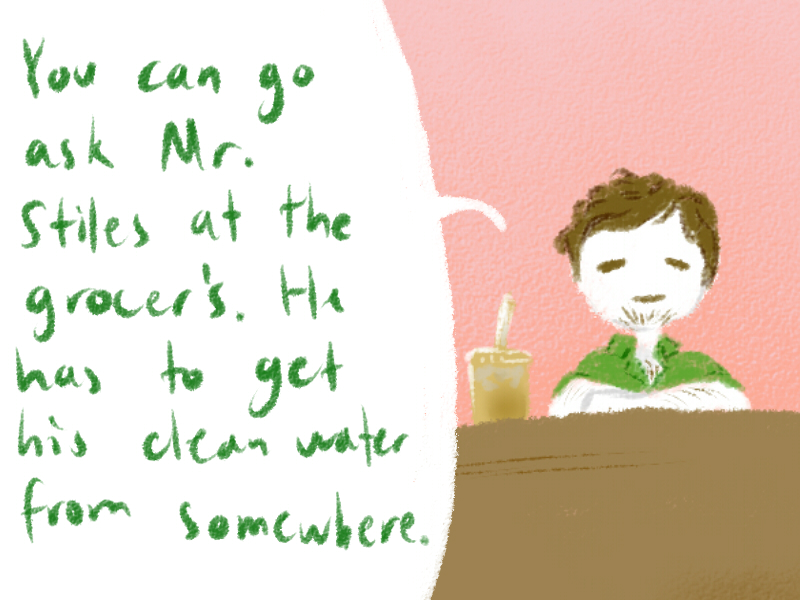 You can go
ask Mr.
Stiles at the
grocer's. He
has to get
his clean water
from somewhere.